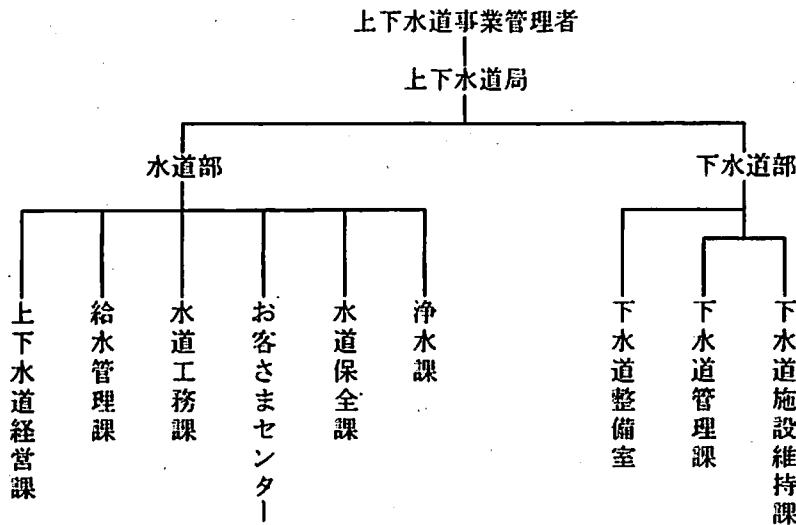 上下水道事業管理者
上下水道局
水道部
下水道部
上下水道経営課
給水管理課
水道工務課
お客さまセンター
水道保全課
浄水課
下水道整備室
下水道管理課
下水道施設維持課